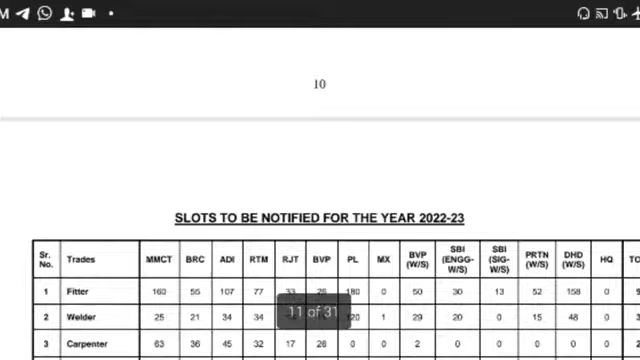 10
SLOTS TO BE NOTIFIED FOR THE YEAR 2022-23
Sr. No. Trades MMCT BRC ADI RTM RJT BVP PL MX BVP (W/S) SBI (ENGG-W/S) SBI (SIG-W/S) PRTN (W/S) DHD (W/S) HQ
1 Fitter 160 55 107 77 33 26 180 0 50 30 13 52 158 0
2 Welder 25 21 34 34 120 1 29 20 0 15 48 0
11 of 31
3 Carpenter 63 36 45 32 17 26 0 0 2 0 0 0 0 0